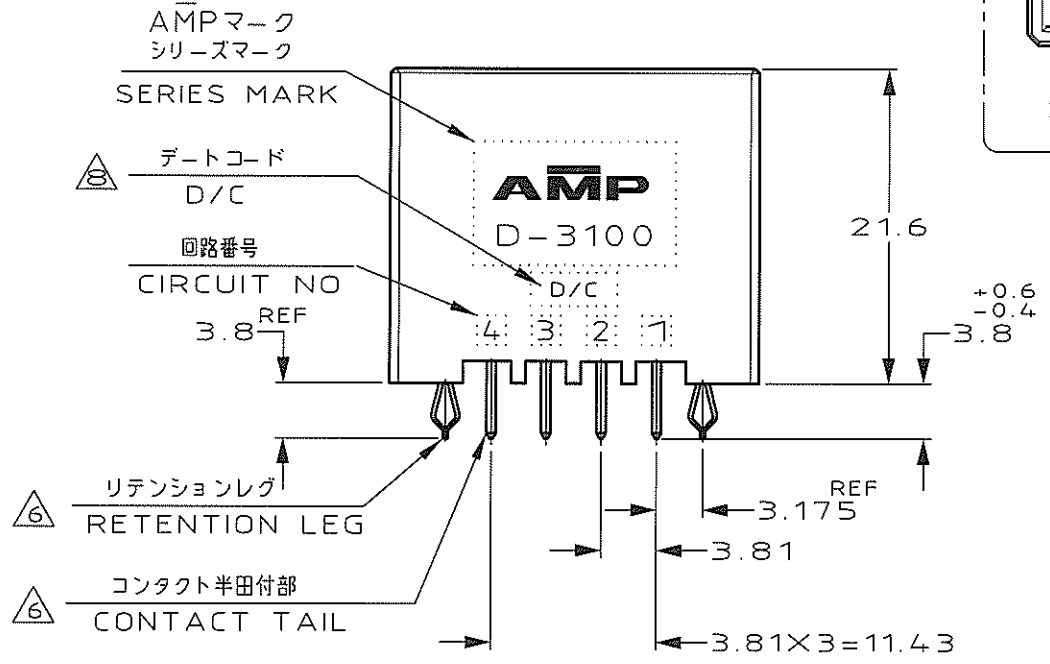 AMPマーク
シリーズマーク
SERIES MARK
8
デートコード
D/C
回路番号
CIRCUIT NO
3.8 REF
AMP
D-3100
D/C
4 3 2 1
21.6
+0.6
-0.4
3.8
6
リテンションレグ
RETENTION LEG
6
コンタクト半田付部
CONTACT TAIL
3.175 REF
3.81
3.81X3=11.43